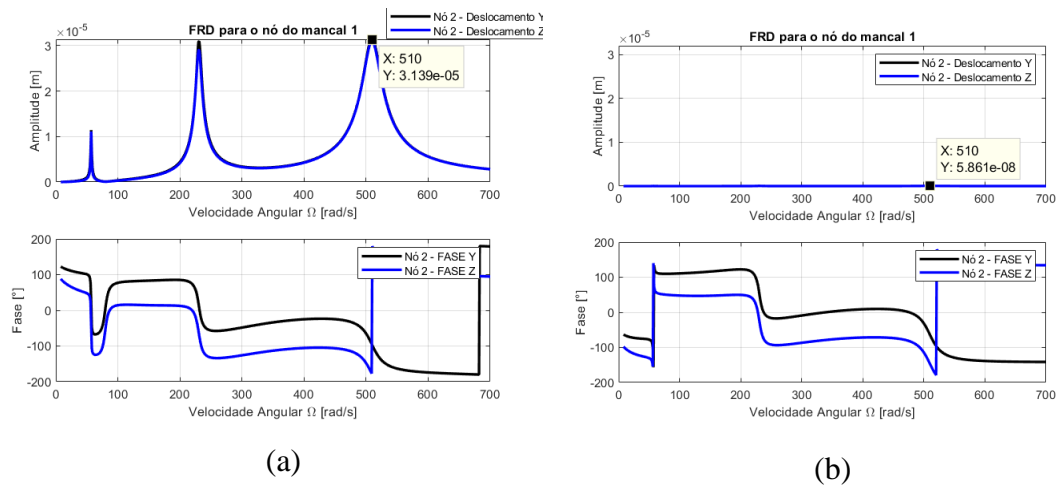 FRD para o nó do mancal 1
×10-5
Nó 2 - Deslocamento Y
Nó 2 - Deslocamento Z
X: 510
Y: 3.139e-05
Amplitude [m]
3
2
1
0
0 100 200 300 400 500 600 700
Velocidade Angular Ω [rad/s]
Nó 2 - FASE Y
Nó 2 - FASE Z
Fase [°]
200
100
0
-100
-200
0 100 200 300 400 500 600 700
Velocidade Angular Ω [rad/s]
(a)
FRD para o nó do mancal 1
×10-5
Nó 2 - Deslocamento Y
Nó 2 - Deslocamento Z
X: 510
Y: 5.861e-08
Amplitude [m]
3
2
1
0
0 100 200 300 400 500 600 700
Velocidade Angular Ω [rad/s]
Nó 2 - FASE Y
Nó 2 - FASE Z
Fase [°]
200
100
0
-100
-200
0 100 200 300 400 500 600 700
Velocidade Angular Ω [rad/s]
(b)